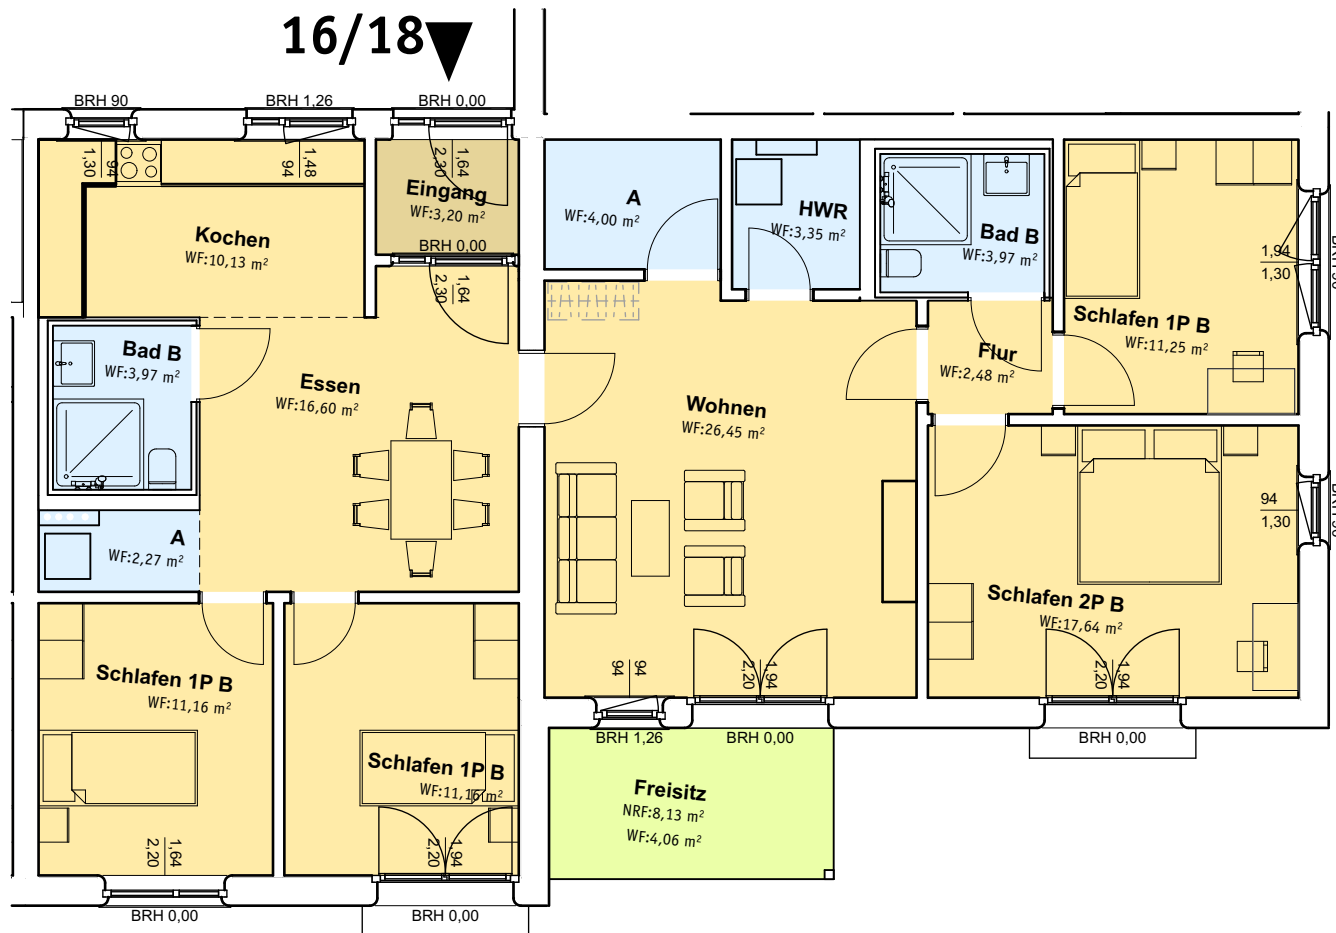 16/18
BRH 90
BRH 1,26
BRH 0,00
94
1,30
1,48
94
1,64
2,30
Eingang
WF:3,20 m²
BRH 0,00
1,64
2,30
Kochen
WF:10,13 m²
A
WF:4,00 m²
HWR
WF:3,35 m²
Bad B
WF:3,97 m²
1,94
1,30
Schlafen 1P B
WF:11,25 m²
Bad B
WF:3,97 m²
Essen
WF:16,60 m²
Flur
WF:2,48 m²
Wohnen
WF:26,45 m²
94
1,30
A
WF:2,27 m²
Schlafen 2P B
WF:17,64 m²
Schlafen 1P B
WF:11,16 m²
94
94
1,94
2,20
1,94
2,20
BRH 1,26
BRH 0,00
BRH 0,00
Schlafen 1P B
WF:11,16 m²
Freisitz
NRF:8,13 m²
WF:4,06 m²
1,64
2,20
1,94
2,20
BRH 0,00
BRH 0,00